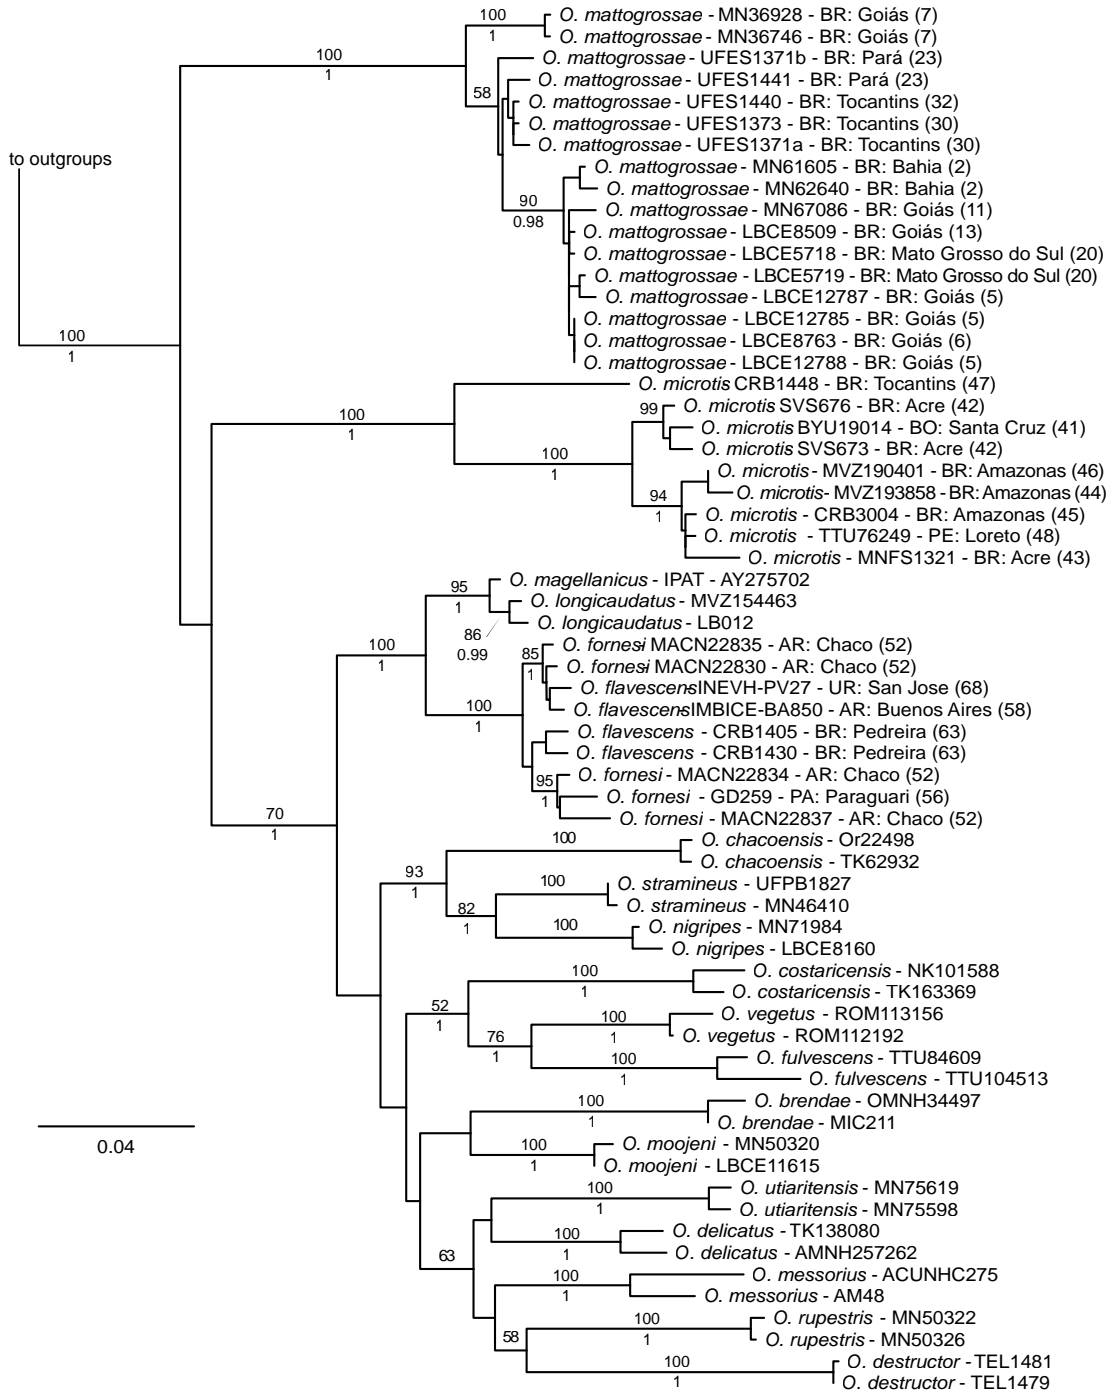 100
1
O. mattogrossae - MN36928 - BR: Goiás (7)
O. mattogrossae - MN36746 - BR: Goiás (7)
100
1
O. mattogrossae - UFES1371b - BR: Pará (23)
58
O. mattogrossae - UFES1441 - BR: Pará (23)
O. mattogrossae - UFES1440 - BR: Tocantins (32)
O. mattogrossae - UFES1373 - BR: Tocantins (30)
O. mattogrossae - UFES1371a - BR: Tocantins (30)
to outgroups
O. mattogrossae - MN61605 - BR: Bahia (2)
O. mattogrossae - MN62640 - BR: Bahia (2)
90
0.98
O. mattogrossae - MN67086 - BR: Goiás (11)
O. mattogrossae - LBCE8509 - BR: Goiás (13)
O. mattogrossae - LBCE5718 - BR: Mato Grosso do Sul (20)
O. mattogrossae - LBCE5719 - BR: Mato Grosso do Sul (20)
O. mattogrossae - LBCE12787 - BR: Goiás (5)
O. mattogrossae - LBCE12785 - BR: Goiás (5)
100
1
O. mattogrossae - LBCE8763 - BR: Goiás (6)
O. mattogrossae - LBCE12788 - BR: Goiás (5)
O. microtis CRB1448 - BR: Tocantins (47)
100
1
99
O. microtis SVS676 - BR: Acre (42)
O. microtis BYU19014 - BO: Santa Cruz (41)
O. microtis SVS673 - BR: Acre (42)
100
1
O. microtis- MVZ190401 - BR: Amazonas (46)
O. microtis- MVZ193858 - BR: Amazonas (44)
94
1
O. microtis - CRB3004 - BR: Amazonas (45)
O. microtis - TTU76249 - PE: Loreto (48)
O. microtis - MNFS1321 - BR: Acre (43)
95
1
O. magellanicus - IPAT - AY275702
O. longicaudatus - MVZ154463
O. longicaudatus - LB012
86
0.99
100
1
O. fornesi- MACN22835 - AR: Chaco (52)
85
1
O. fornesi- MACN22830 - AR: Chaco (52)
O. flavescens-INEVH-PV27 - UR: San Jose (68)
O. flavescens-IMBICE-BA850 - AR: Buenos Aires (58)
100
1
O. flavescens - CRB1405 - BR: Pedreira (63)
O. flavescens - CRB1430 - BR: Pedreira (63)
O. fornesi - MACN22834 - AR: Chaco (52)
95
1
O. fornesi - GD259 - PA: Paraguari (56)
O. fornesi - MACN22837 - AR: Chaco (52)
70
1
100
O. chacoensis - Or22498
O. chacoensis - TK62932
93
1
100
O. stramineus - UFPB1827
O. stramineus - MN46410
82
1
100
O. nigripes - MN71984
O. nigripes - LBCE8160
100
1
O. costaricensis - NK101588
O. costaricensis - TK163369
52
1
100
1
O. vegetus - ROM113156
O. vegetus - ROM112192
76
1
100
1
O. fulvescens - TTU84609
O. fulvescens - TTU104513
100
1
O. brendae - OMNH34497
O. brendae - MIC211
0.04
100
1
O. moojeni - MN50320
O. moojeni - LBCE11615
100
1
O. utiaritensis - MN75619
O. utiaritensis - MN75598
100
1
O. delicatus - TK138080
O. delicatus - AMNH257262
63
100
1
O. messorius - ACUNHC275
O. messorius - AM48
100
1
O. rupestris - MN50322
O. rupestris - MN50326
58
100
1
O. destructor - TEL1481
O. destructor - TEL1479